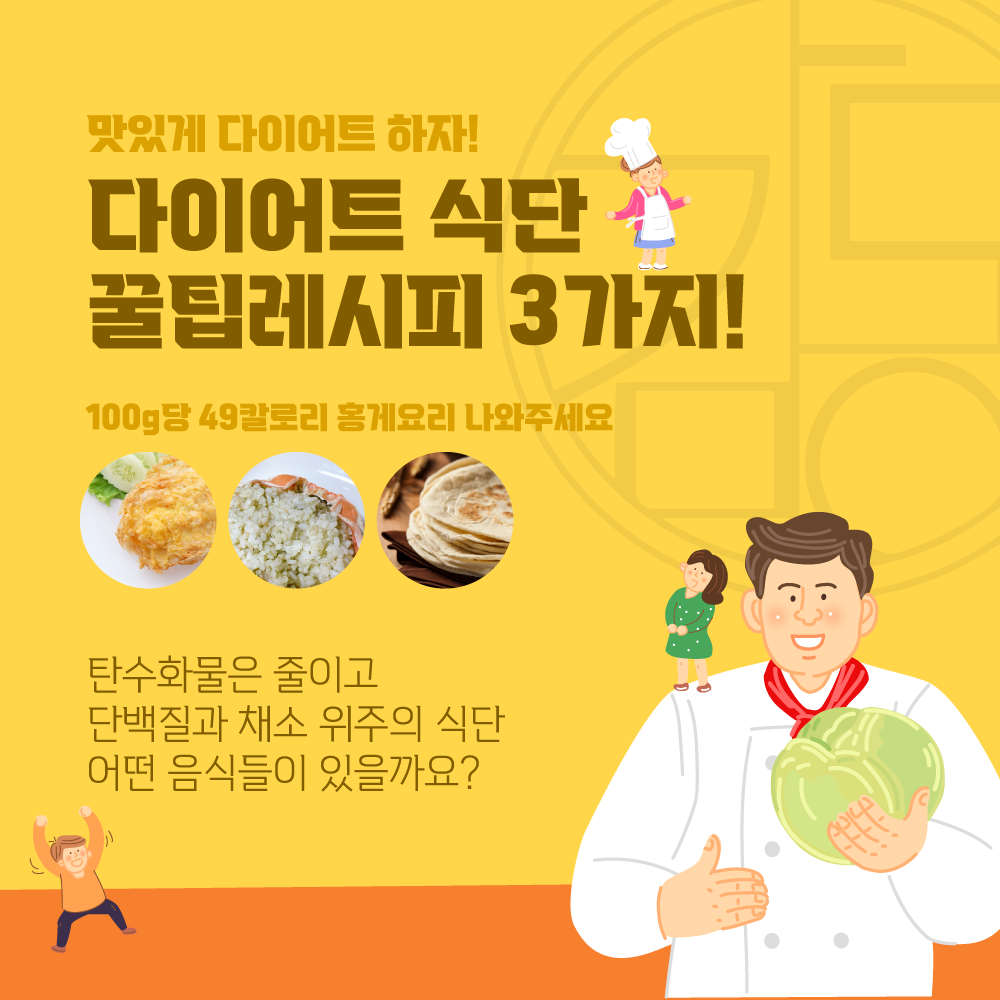 맛있게 다이어트 하자!
다이어트 식단
꿀팁레시피 3가지!
100g당 49칼로리 홍게요리 나와주세요
탄수화물은 줄이고
단백질과 채소 위주의 식단
어떤 음식들이 있을까요?